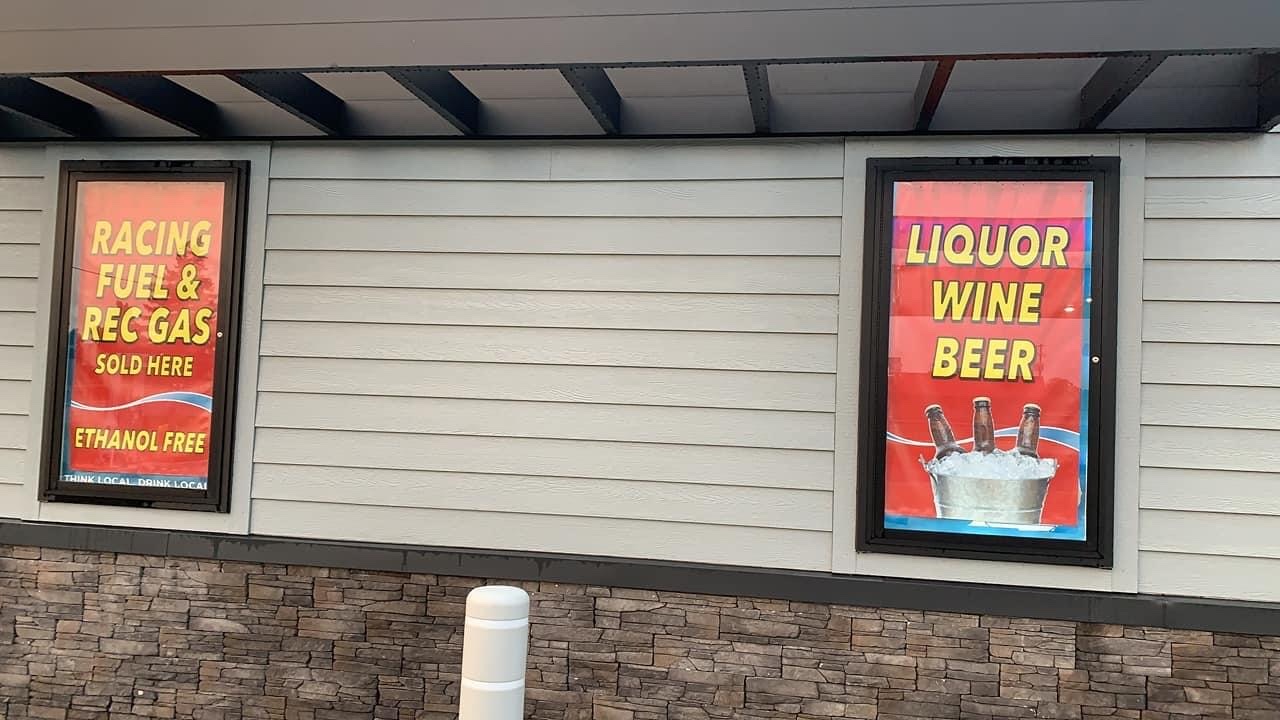 RACING
FUEL &
REC GAS
SOLD HERE
ETHANOL FREE
THINK LOCAL DRINK LOCAL
LIQUOR
WINE
BEER